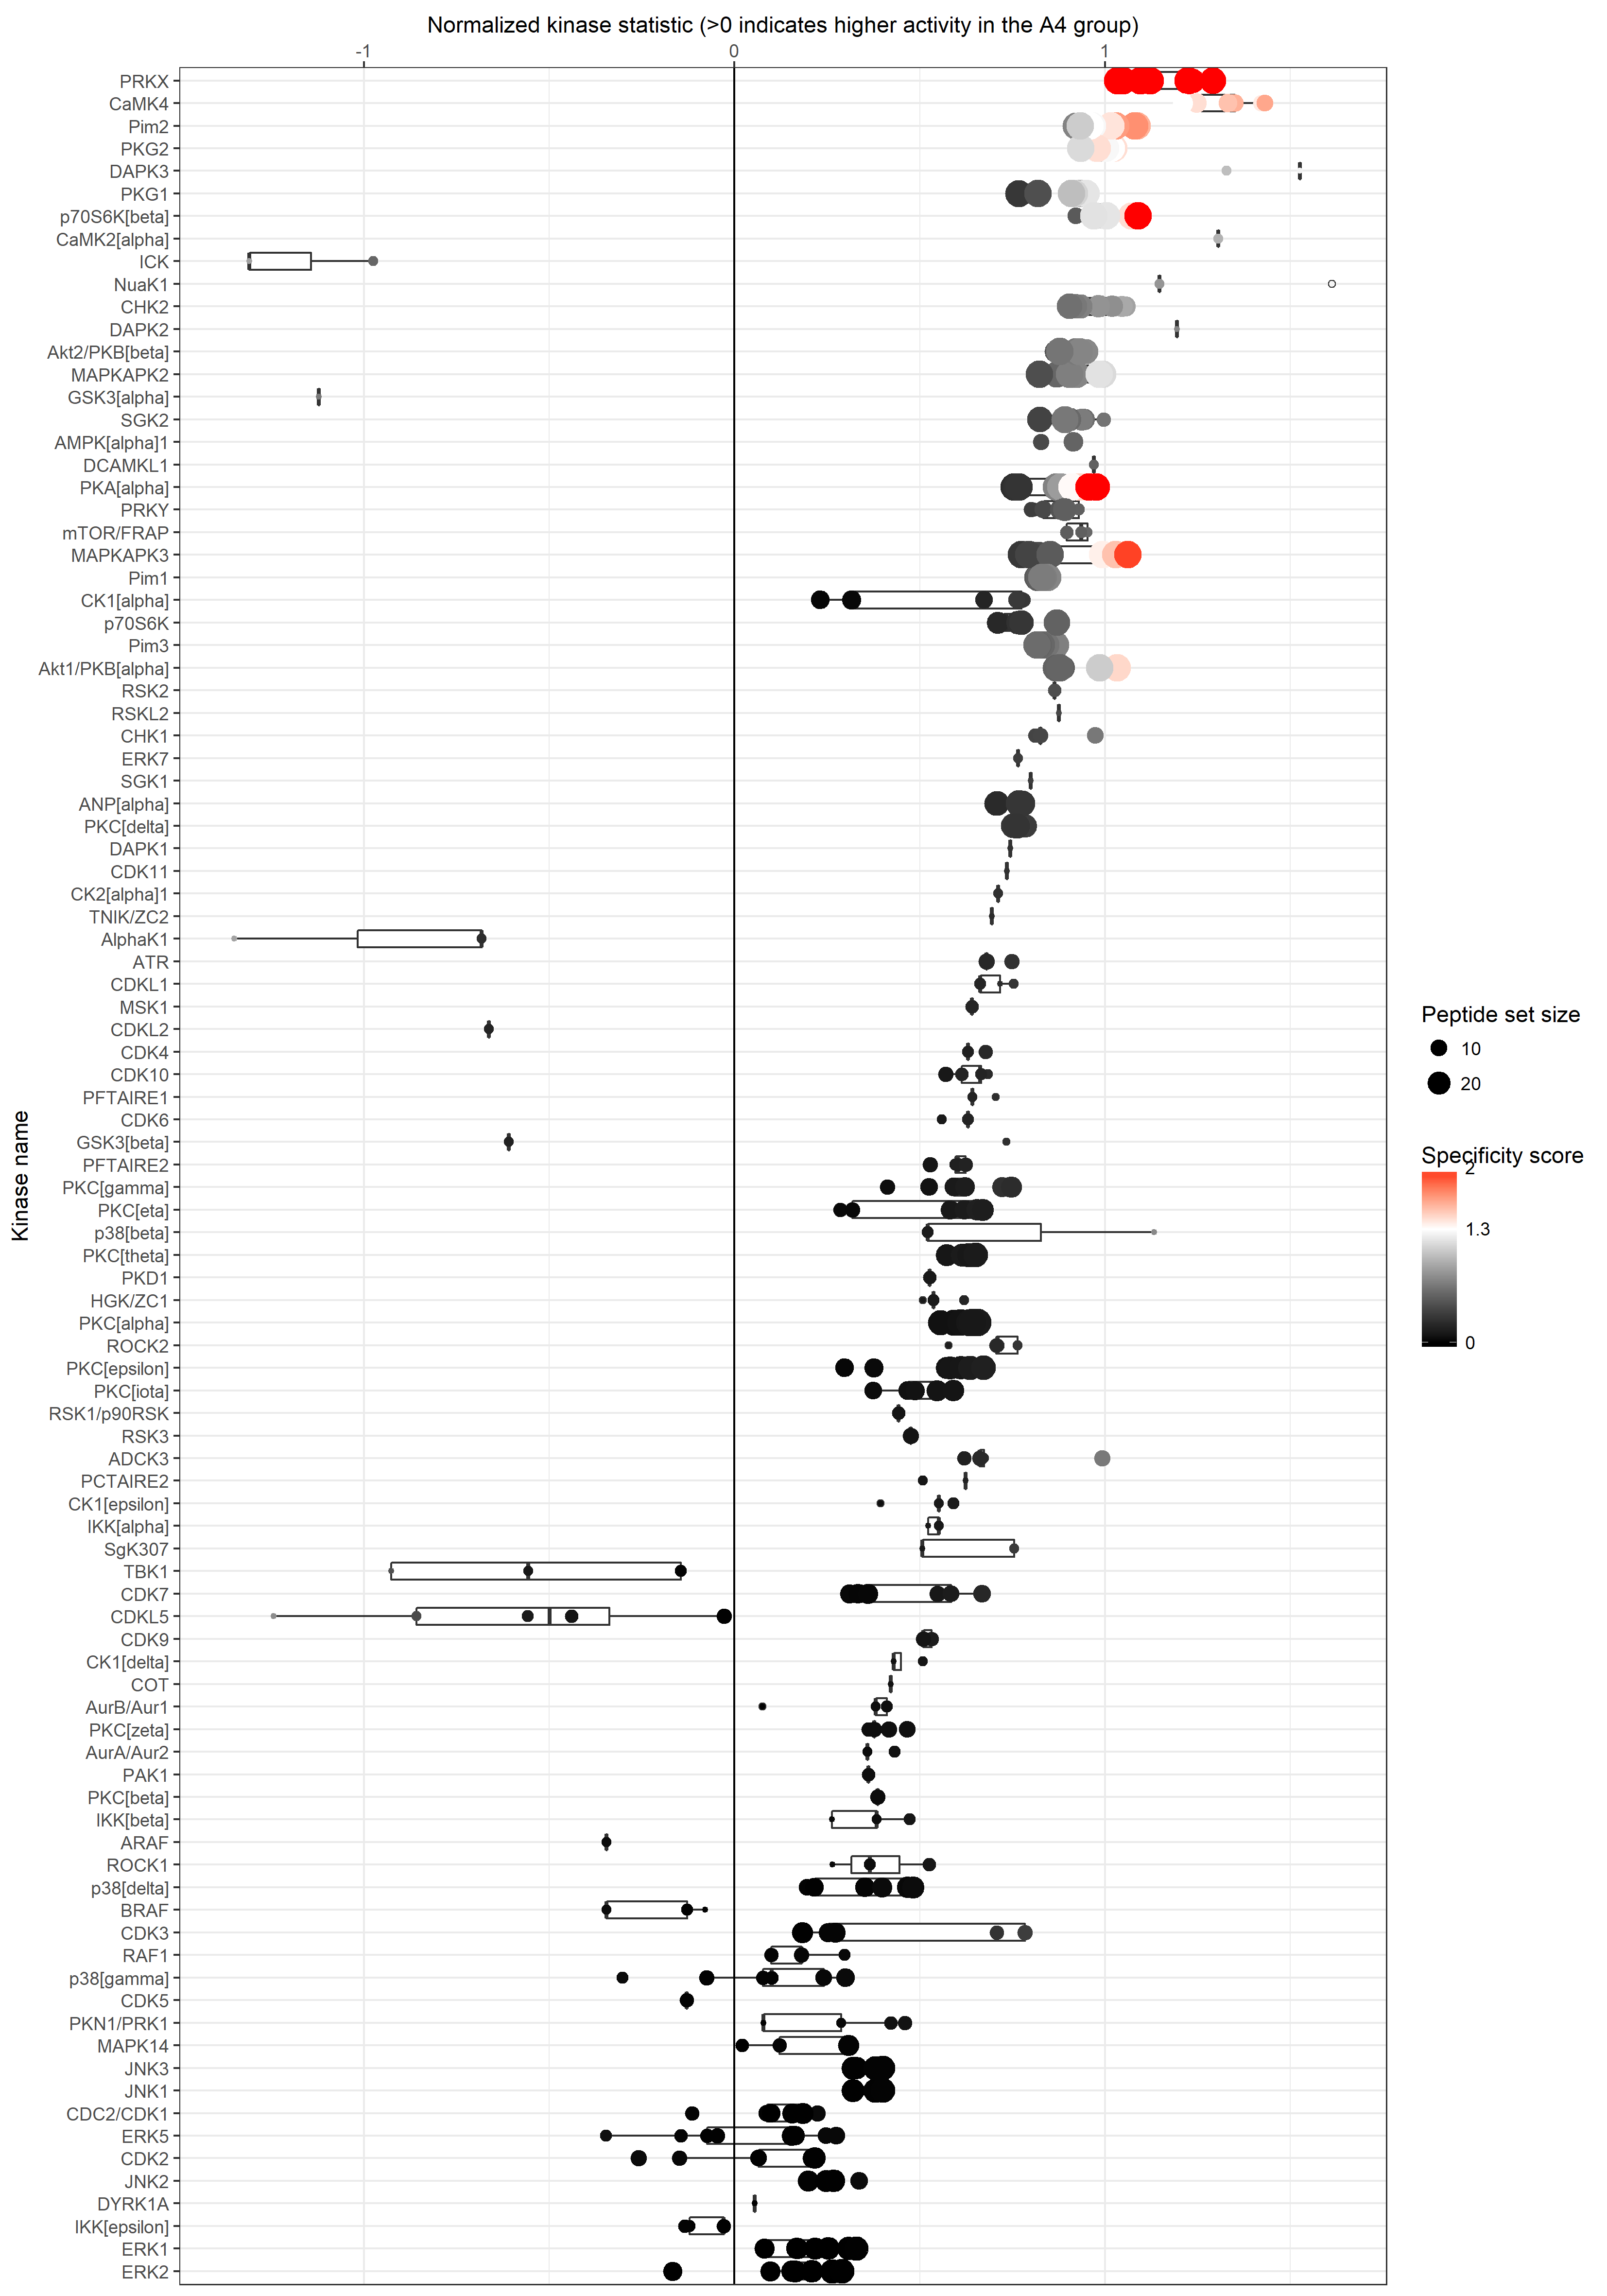 Normalized kinase statistic (>0 indicates higher activity in the A4 group)
-1
0
1
PRKX
CaMK4
Pim2
PKG2
DAPK3
PKG1
p70S6K[beta]
CaMK2[alpha]
ICK
NuaK1
CHK2
DAPK2
Akt2/PKB[beta]
MAPKAPK2
GSK3[alpha]
SGK2
AMPK[alpha]1
DCAMKL1
PKA[alpha]
PRKY
mTOR/FRAP
MAPKAPK3
Pim1
CK1[alpha]
p70S6K
Pim3
Akt1/PKB[alpha]
RSK2
RSKL2
CHK1
ERK7
SGK1
ANP[alpha]
PKC[delta]
DAPK1
CDK11
CK2[alpha]1
TNIK/ZC2
AlphaK1
ATR
CDKL1
MSK1
CDKL2
CDK4
CDK10
PFTAIRE1
CDK6
GSK3[beta]
PFTAIRE2
PKC[gamma]
PKC[eta]
p38[beta]
PKC[theta]
PKD1
HGK/ZC1
PKC[alpha]
ROCK2
PKC[epsilon]
PKC[iota]
RSK1/p90RSK
RSK3
ADCK3
PCTAIRE2
CK1[epsilon]
IKK[alpha]
SgK307
TBK1
CDK7
CDKL5
CDK9
CK1[delta]
COT
AurB/Aur1
PKC[zeta]
AurA/Aur2
PAK1
PKC[beta]
IKK[beta]
ARAF
ROCK1
p38[delta]
BRAF
CDK3
RAF1
p38[gamma]
CDK5
PKN1/PRK1
MAPK14
JNK3
JNK1
CDC2/CDK1
ERK5
CDK2
JNK2
DYRK1A
IKK[epsilon]
ERK1
ERK2
Kinase name
Peptide set size
10
20
Specificity score
2
1.3
0